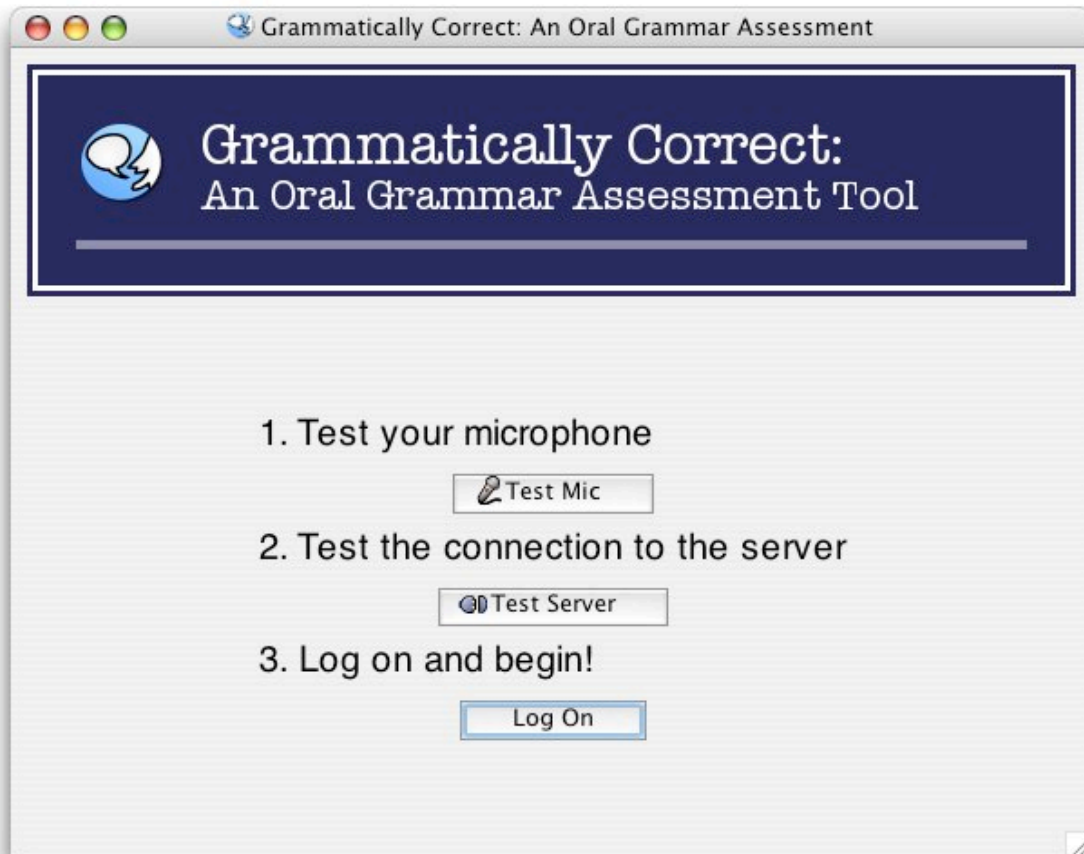 Grammatically Correct: An Oral Grammar Assessment
Grammatically Correct:
An Oral Grammar Assessment Tool
1. Test your microphone
Test Mic
2. Test the connection to the server
Test Server
3. Log on and begin!
Log On